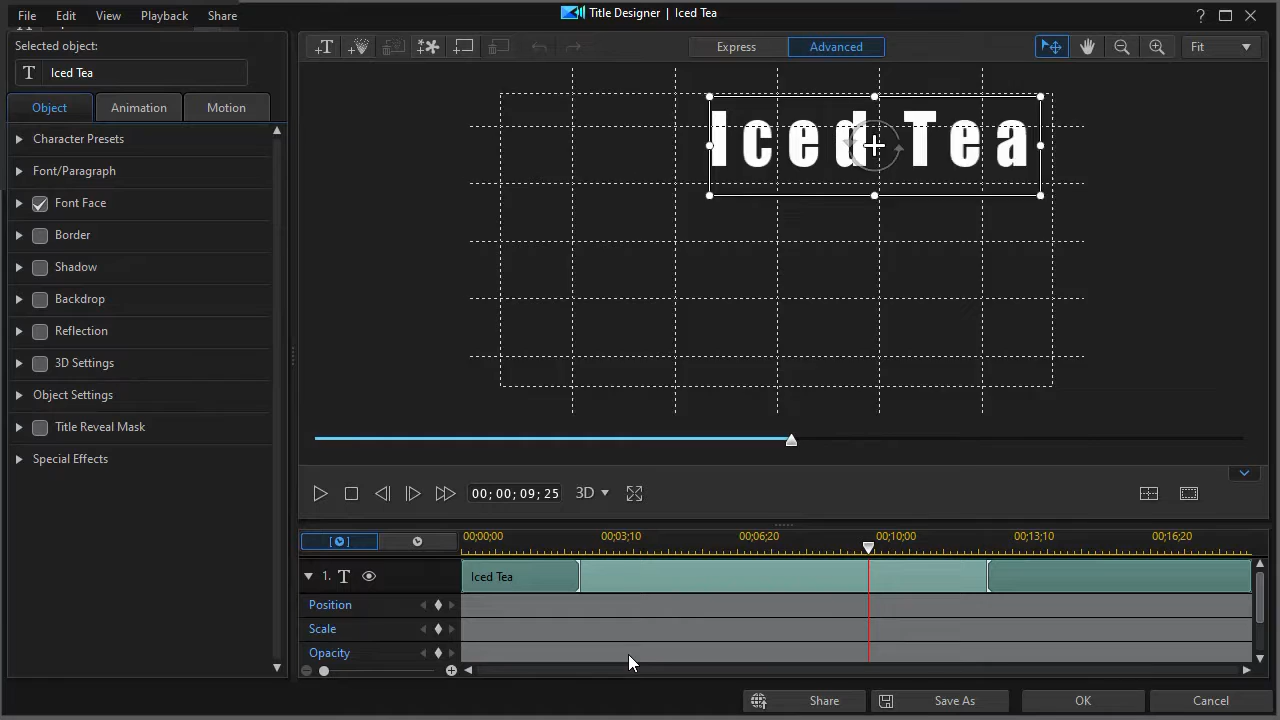 File Edit View Playback Share
Title Designer | Iced Tea
Selected object:
T Iced Tea
Express Advanced
Fit
Object Animation Motion
Character Presets
Font/Paragraph
Font Face
Border
Shadow
Backdrop
Reflection
3D Settings
Object Settings
Title Reveal Mask
Special Effects
Iced Tea
00; 00; 09; 25 3D
00;00;00 00;03;10 00;06;20 00;10;00 00;13;10 00;16;20
1. T Iced Tea
Position
Scale
Opacity
Share Save As OK Cancel